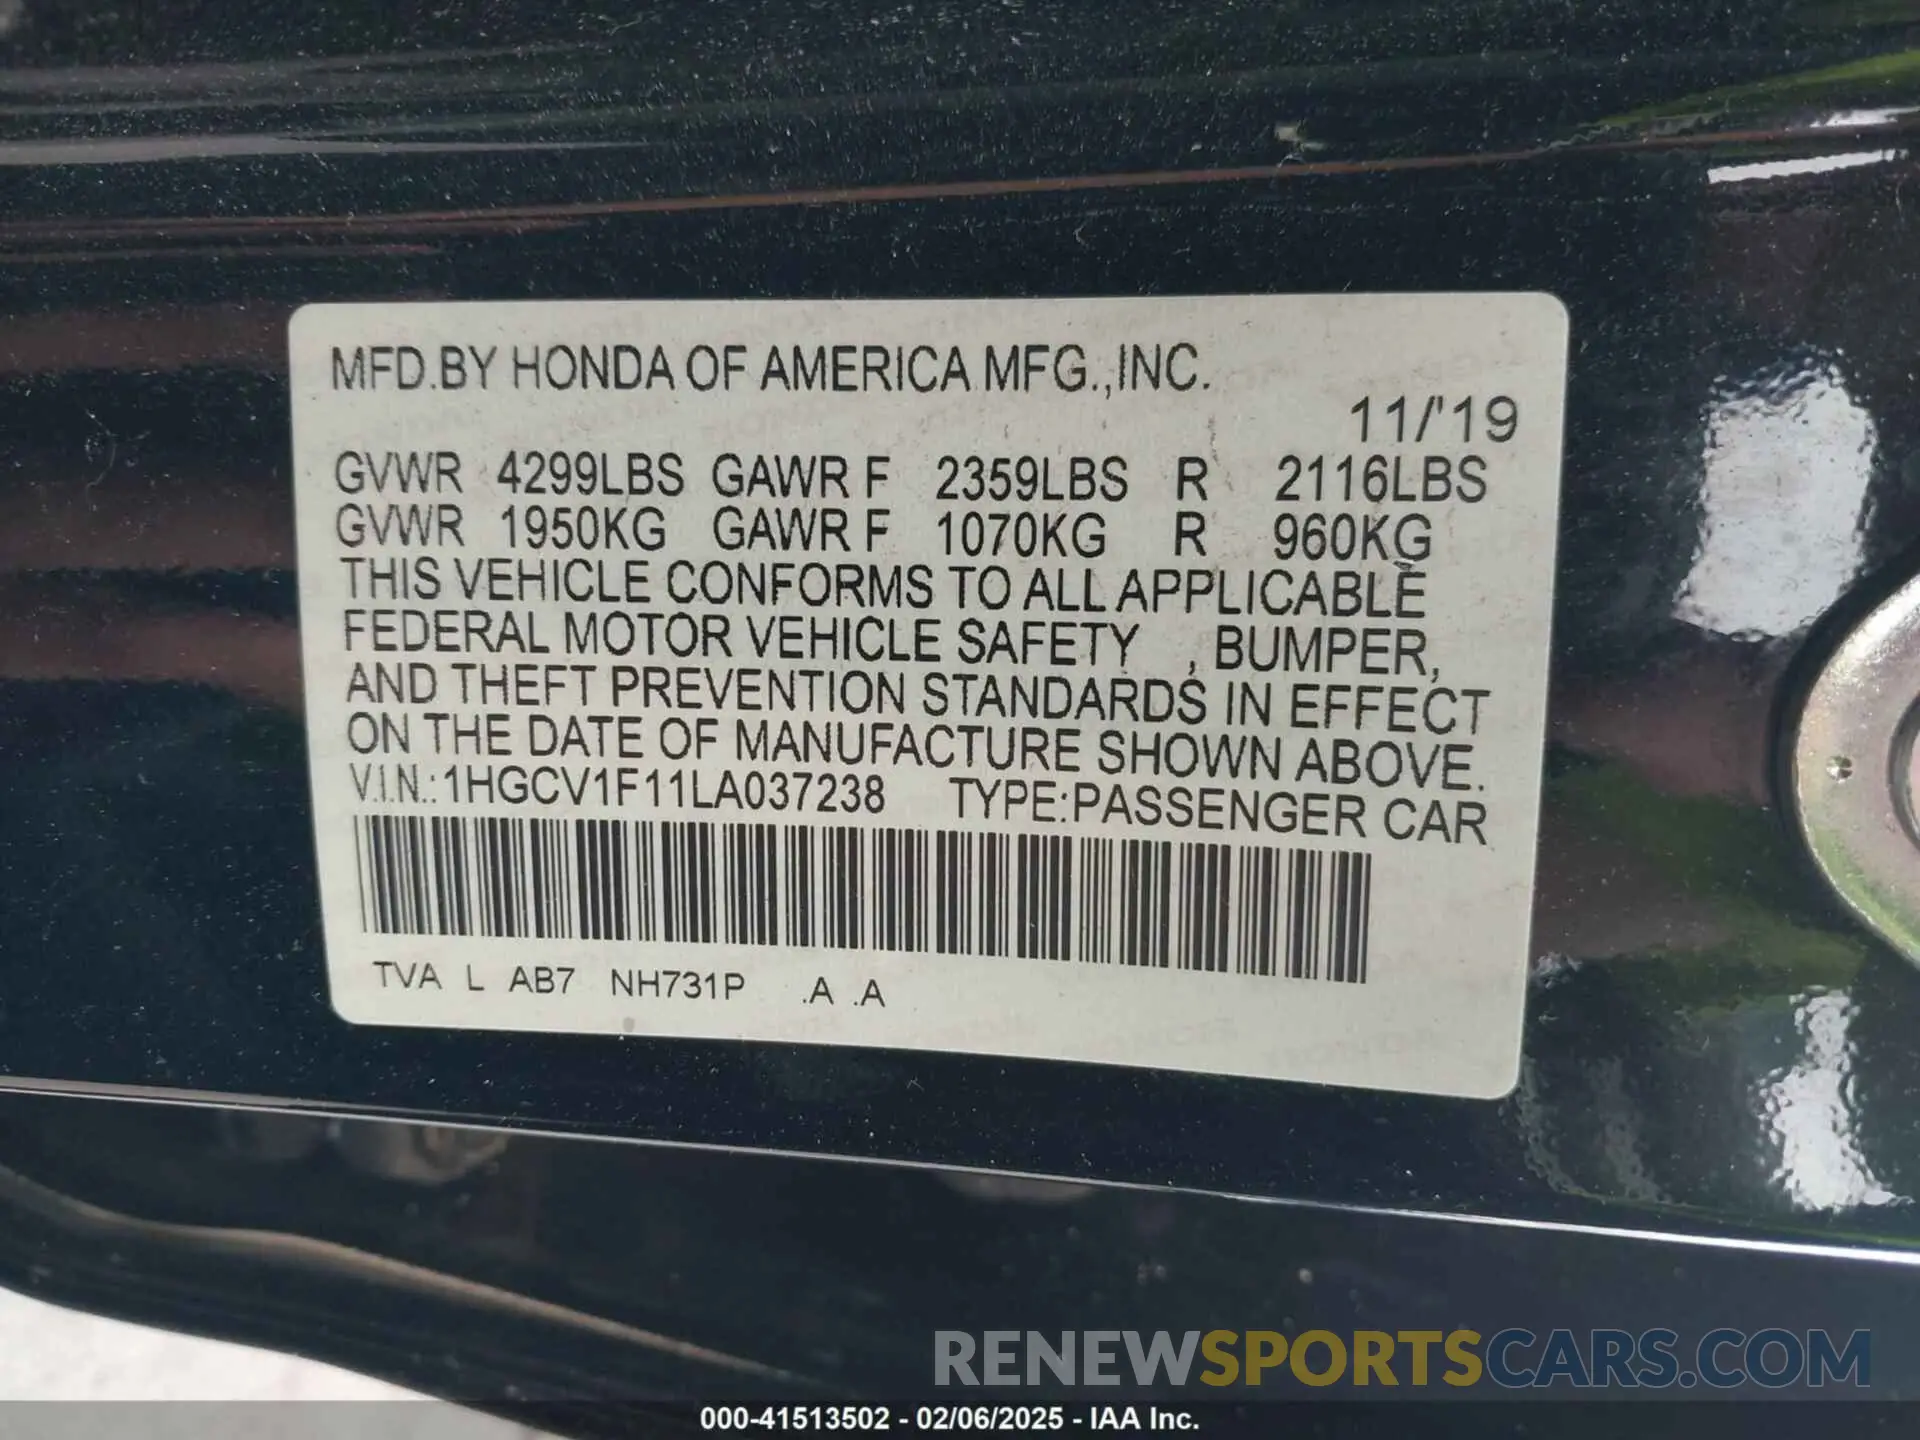 MFD.BY HONDA OF AMERICA MFG.,INC.
11/'19
GVWR 4299LBS GAWR F 2359LBS R 2116LBS
GVWR 1950KG GAWR F 1070KG R 960KG
THIS VEHICLE CONFORMS TO ALL APPLICABLE
FEDERAL MOTOR VEHICLE SAFETY , BUMPER,
AND THEFT PREVENTION STANDARDS IN EFFECT
ON THE DATE OF MANUFACTURE SHOWN ABOVE.
V.I.N.:1HGCV1F11LA037238 TYPE:PASSENGER CAR
TVA L AB7 NH731P .A .A
RENEWSPORTSCARS.COM
000-41513502 - 02/06/2025 - IAA Inc.